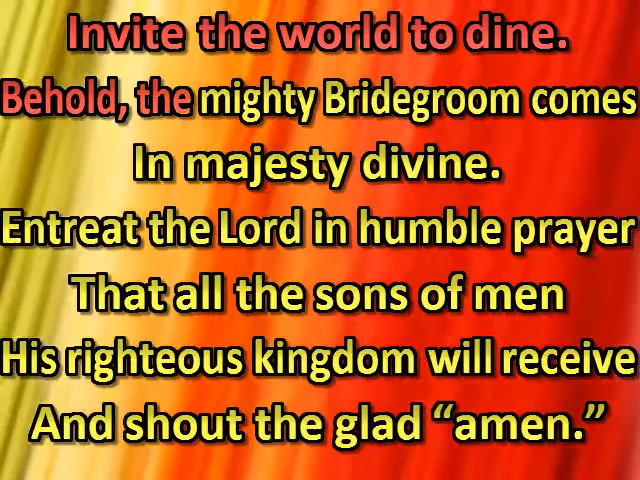 Invite the world to dine.
Behold, the mighty Bridegroom comes
In majesty divine.
Entreat the Lord in humble prayer
That all the sons of men
His righteous kingdom will receive
And shout the glad “amen.”